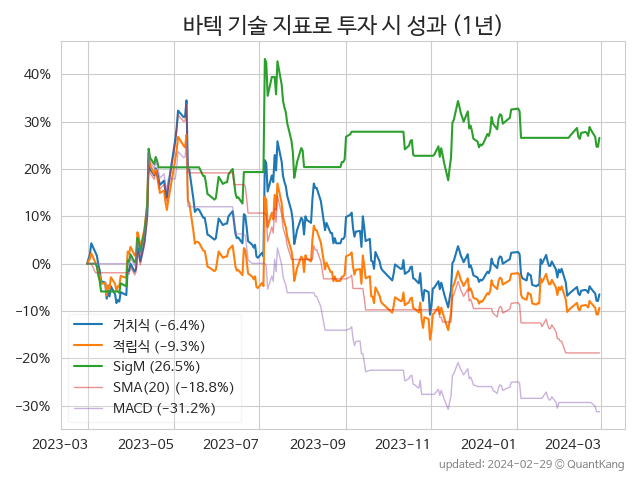 바텍 기술 지표로 투자 시 성과 (1년)
40%
30%
20%
10%
0%
−10%
−20%
−30%
거치식 (−6.4%)
적립식 (−9.3%)
SigM (26.5%)
SMA(20) (−18.8%)
MACD (−31.2%)
2023-03
2023-05
2023-07
2023-09
2023-11
2024-01
2024-03
updated: 2024-02-29 © QuantKang